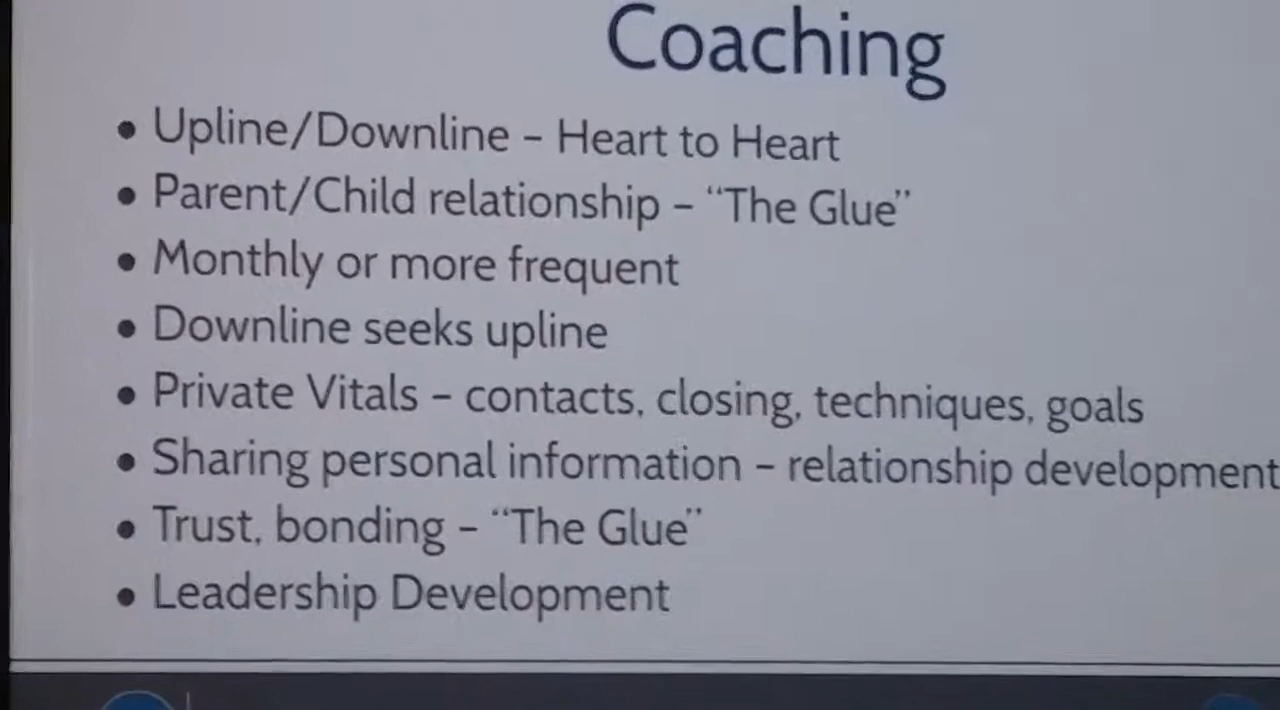 Coaching
• Upline/Downline – Heart to Heart
• Parent/Child relationship – “The Glue”
• Monthly or more frequent
• Downline seeks upline
• Private Vitals – contacts, closing, techniques, goals
• Sharing personal information – relationship development
• Trust, bonding – “The Glue”
• Leadership Development